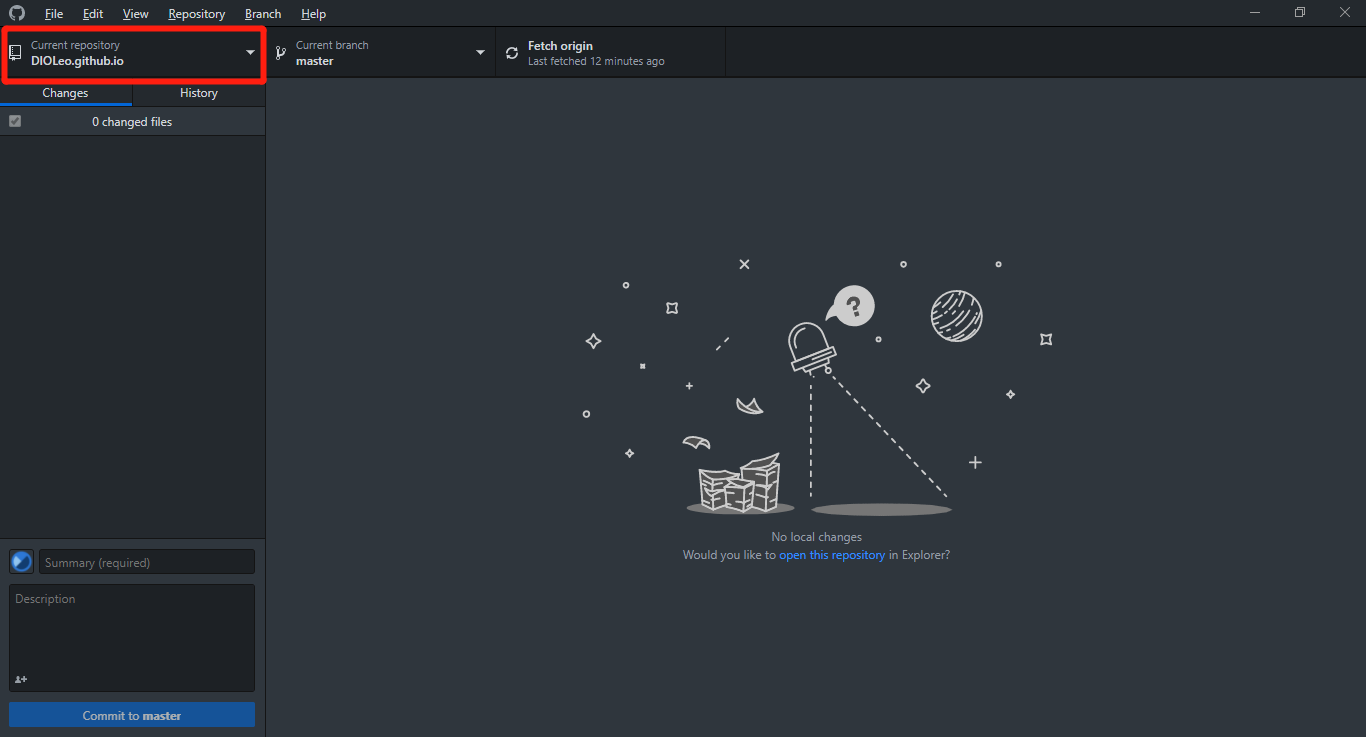 File Edit View Repository Branch Help
Current repository
DIOLeo.github.io
Current branch
master
Fetch origin
Last fetched 12 minutes ago
Changes History
0 changed files
?
No local changes
Would you like to open this repository in Explorer?
Summary (required)
Description
Commit to master